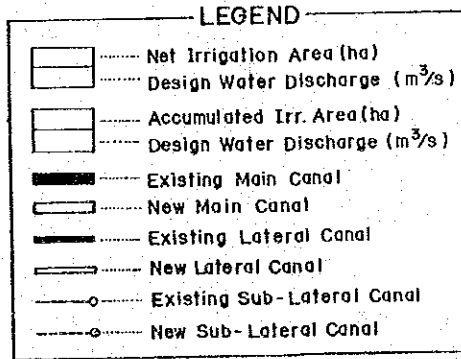 LEGEND
Net Irrigation Area (ha)
Design Water Discharge (m³/s)
Accumulated Irr. Area (ha)
Design Water Discharge (m³/s)
Existing Main Canal
New Main Canal
Existing Lateral Canal
New Lateral Canal
Existing Sub-Lateral Canal
New Sub-Lateral Canal